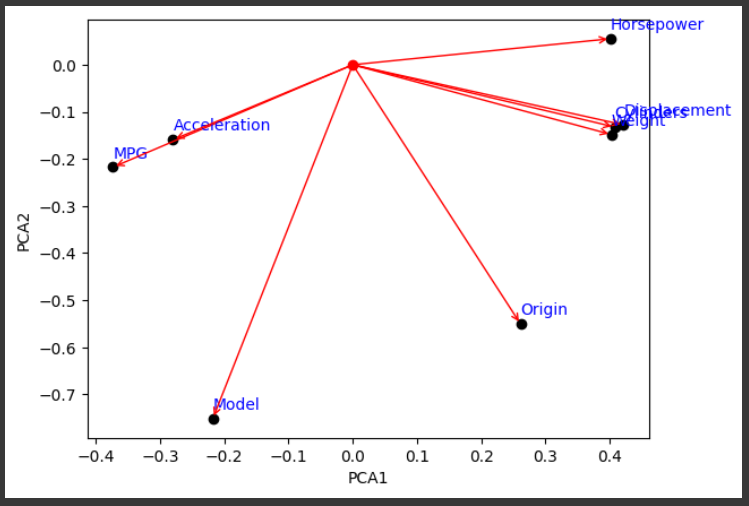 Horsepower
0.0
Displacement
Cylinders
−0.1
Weight
Acceleration
MPG
−0.2
−0.3
PCA2
−0.4
−0.5
Origin
−0.6
−0.7
Model
−0.4 −0.3 −0.2 −0.1 0.0 0.1 0.2 0.3 0.4
PCA1